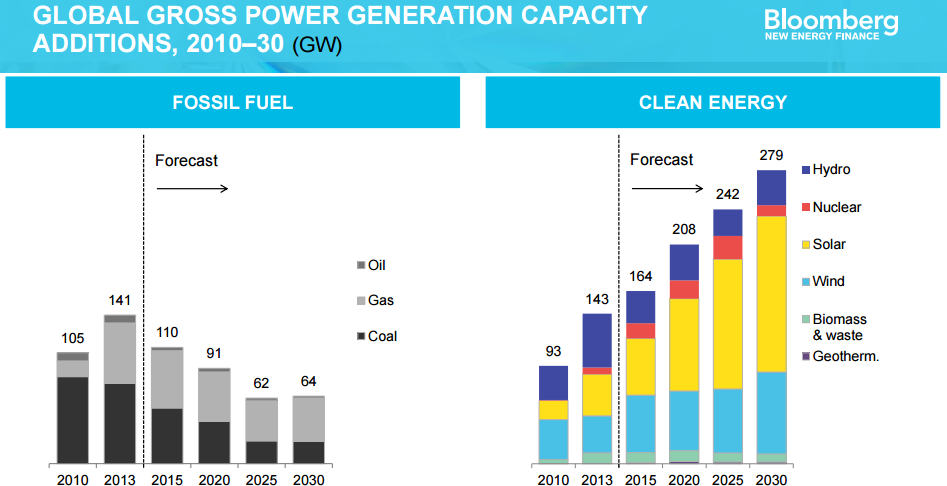 GLOBAL GROSS POWER GENERATION CAPACITY
ADDITIONS, 2010–30 (GW)
Bloomberg
NEW ENERGY FINANCE
FOSSIL FUEL
Forecast
105
141
110
91
62
64
Oil
Gas
Coal
2010 2013 2015 2020 2025 2030
CLEAN ENERGY
Forecast
93
143
164
208
242
279
Hydro
Nuclear
Solar
Wind
Biomass
& waste
Geotherm.
2010 2013 2015 2020 2025 2030